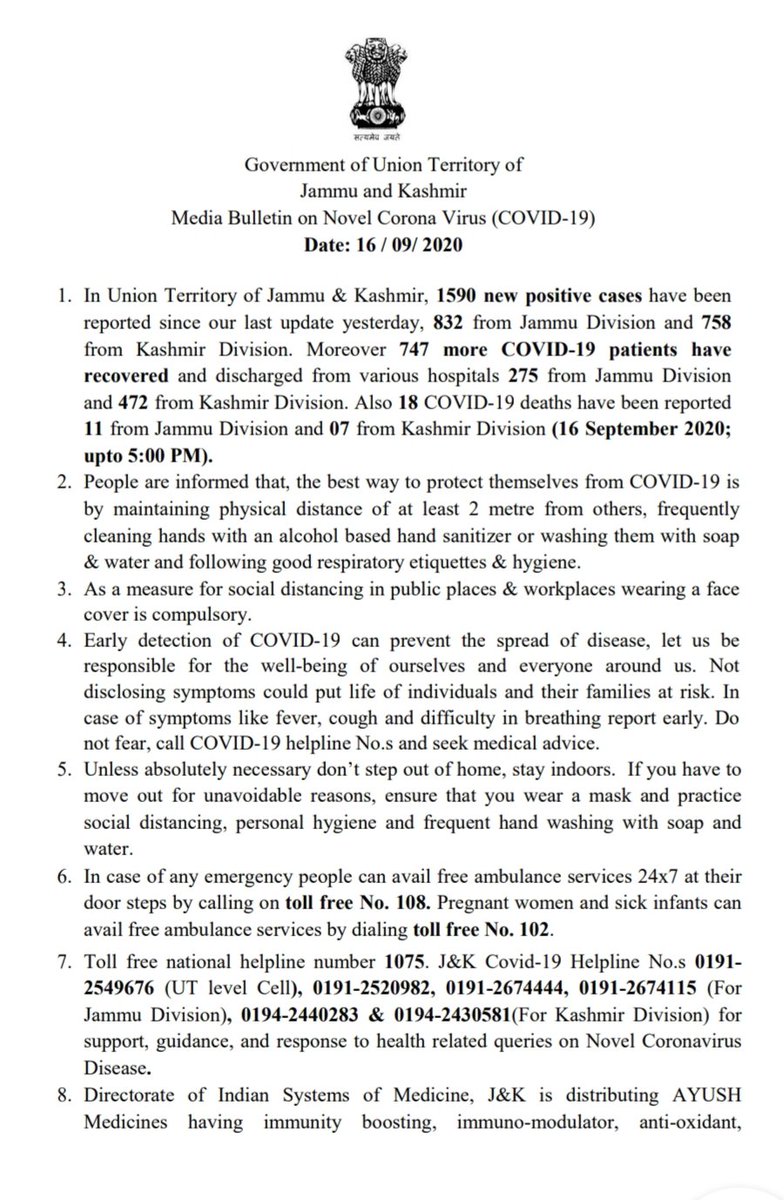 सत्यमेव जयते
Government of Union Territory of
Jammu and Kashmir
Media Bulletin on Novel Corona Virus (COVID-19)
Date: 16 / 09/ 2020
1. In Union Territory of Jammu & Kashmir, 1590 new positive cases have been
reported since our last update yesterday, 832 from Jammu Division and 758
from Kashmir Division. Moreover 747 more COVID-19 patients have
recovered and discharged from various hospitals 275 from Jammu Division
and 472 from Kashmir Division. Also 18 COVID-19 deaths have been reported
11 from Jammu Division and 07 from Kashmir Division (16 September 2020;
upto 5:00 PM).
2. People are informed that, the best way to protect themselves from COVID-19 is
by maintaining physical distance of at least 2 metre from others, frequently
cleaning hands with an alcohol based hand sanitizer or washing them with soap
& water and following good respiratory etiquettes & hygiene.
3. As a measure for social distancing in public places & workplaces wearing a face
cover is compulsory.
4. Early detection of COVID-19 can prevent the spread of disease, let us be
responsible for the well-being of ourselves and everyone around us. Not
disclosing symptoms could put life of individuals and their families at risk. In
case of symptoms like fever, cough and difficulty in breathing report early. Do
not fear, call COVID-19 helpline No.s and seek medical advice.
5. Unless absolutely necessary don’t step out of home, stay indoors.  If you have to
move out for unavoidable reasons, ensure that you wear a mask and practice
social distancing, personal hygiene and frequent hand washing with soap and
water.
6. In case of any emergency people can avail free ambulance services 24x7 at their
door steps by calling on toll free No. 108. Pregnant women and sick infants can
avail free ambulance services by dialing toll free No. 102.
7. Toll free national helpline number 1075. J&K Covid-19 Helpline No.s 0191-
2549676 (UT level Cell), 0191-2520982, 0191-2674444, 0191-2674115 (For
Jammu Division), 0194-2440283 & 0194-2430581(For Kashmir Division) for
support, guidance, and response to health related queries on Novel Coronavirus
Disease.
8. Directorate of Indian Systems of Medicine, J&K is distributing AYUSH
Medicines having immunity boosting, immuno-modulator, anti-oxidant,